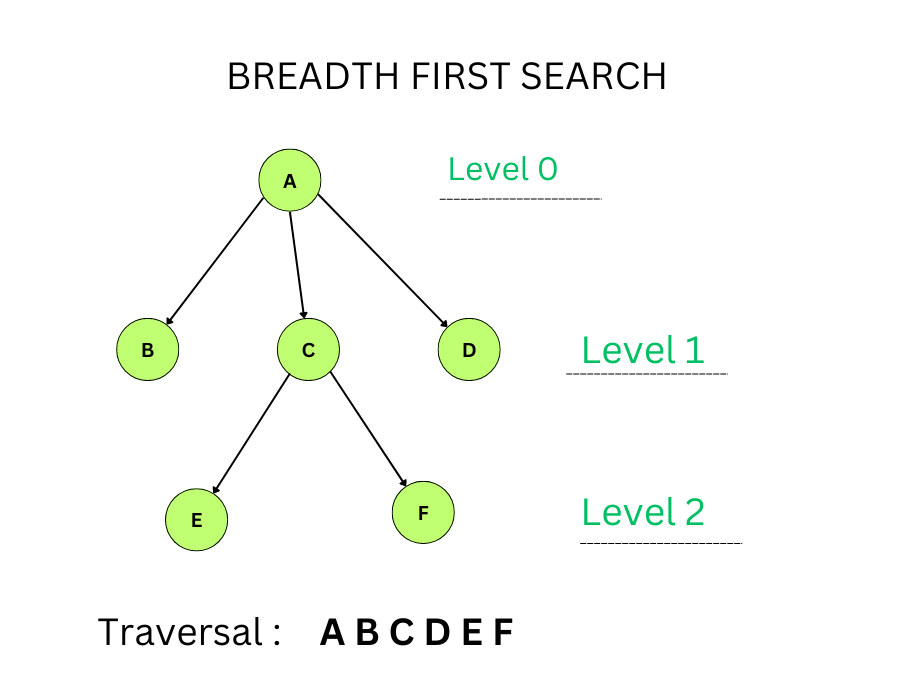 BREADTH FIRST SEARCH
A
Level 0
B
C
D
Level 1
E
F
Level 2
Traversal : A B C D E F